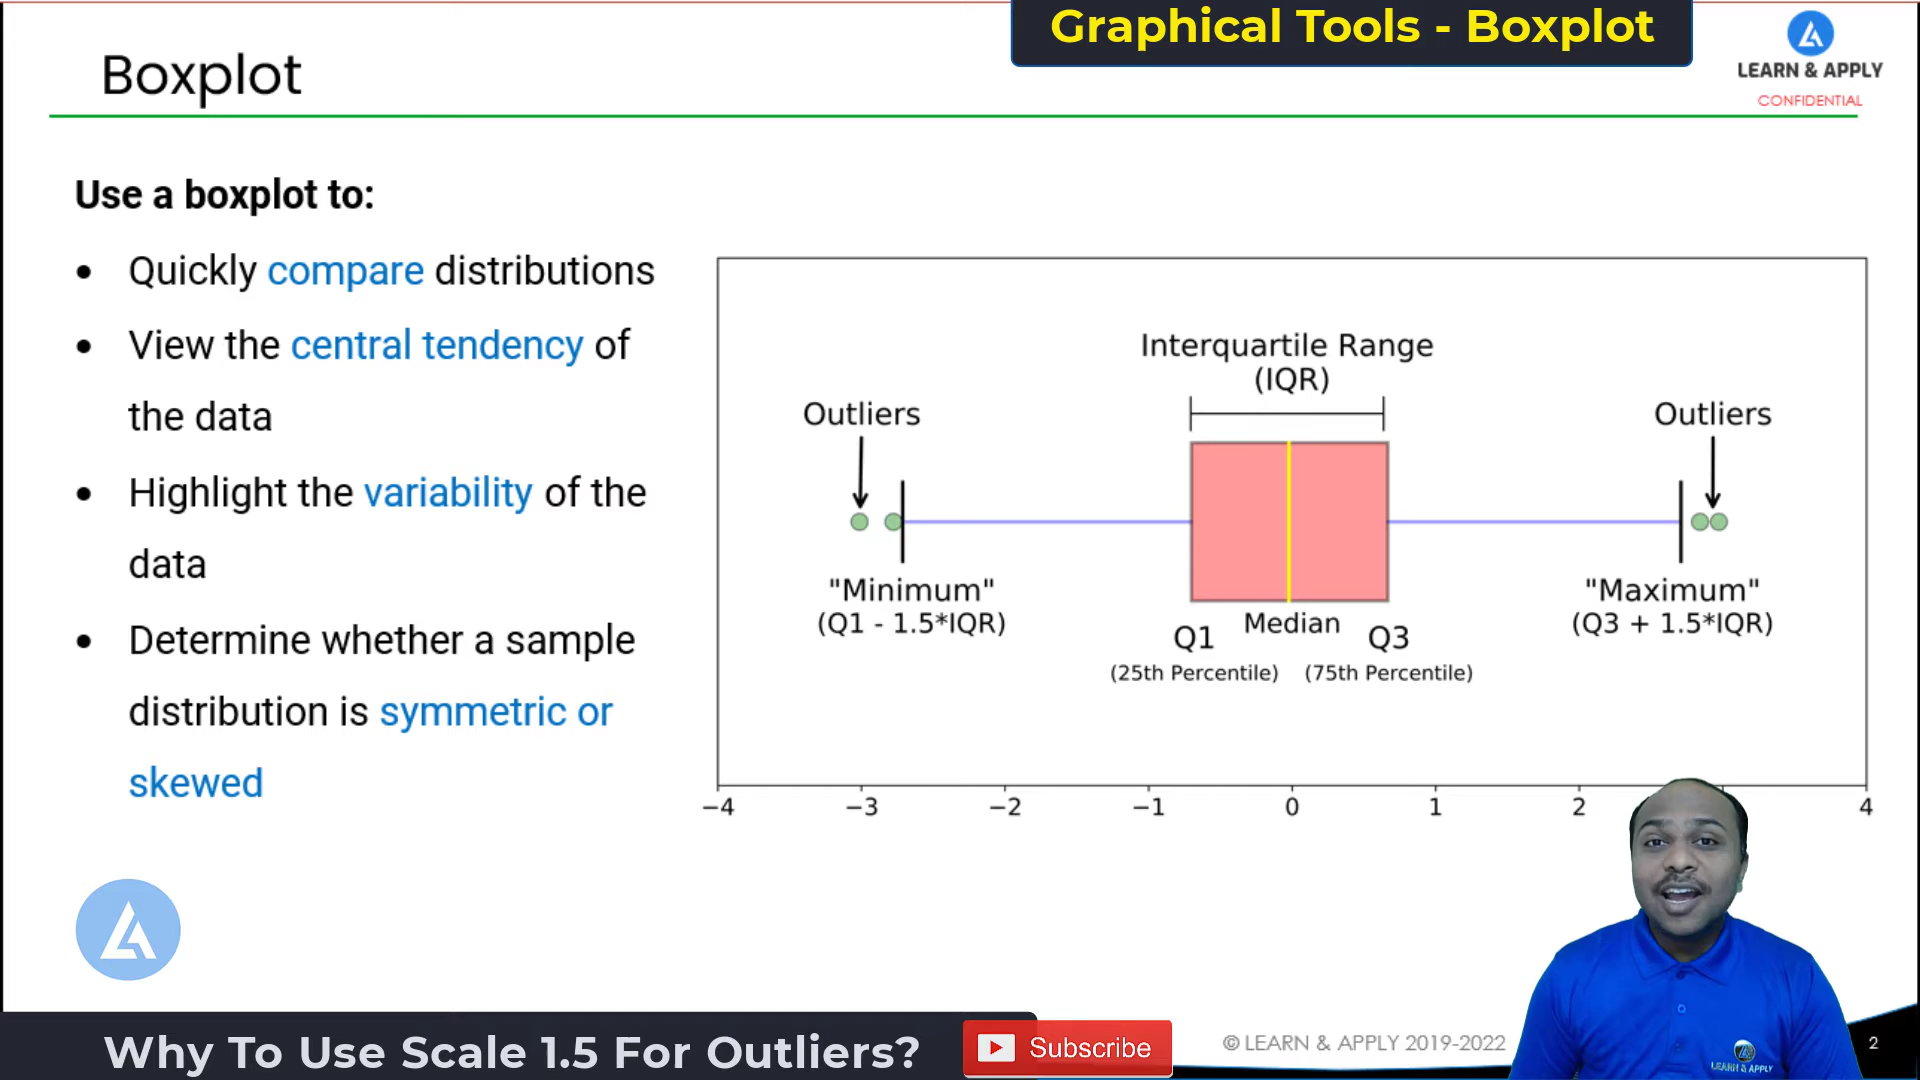 Graphical Tools - Boxplot
Boxplot
LEARN & APPLY
CONFIDENTIAL
Use a boxplot to:
• Quickly compare distributions
• View the central tendency of
the data
• Highlight the variability of the
data
• Determine whether a sample
distribution is symmetric or
skewed
Interquartile Range
(IQR)
Outliers
Outliers
"Minimum"
(Q1 - 1.5*IQR)
"Maximum"
(Q3 + 1.5*IQR)
Median
Q1
Q3
(25th Percentile)
(75th Percentile)
−4 −3 −2 −1 0 1 2 4
Why To Use Scale 1.5 For Outliers?
Subscribe
© LEARN & APPLY 2019-2022
LEARN & APPLY
2